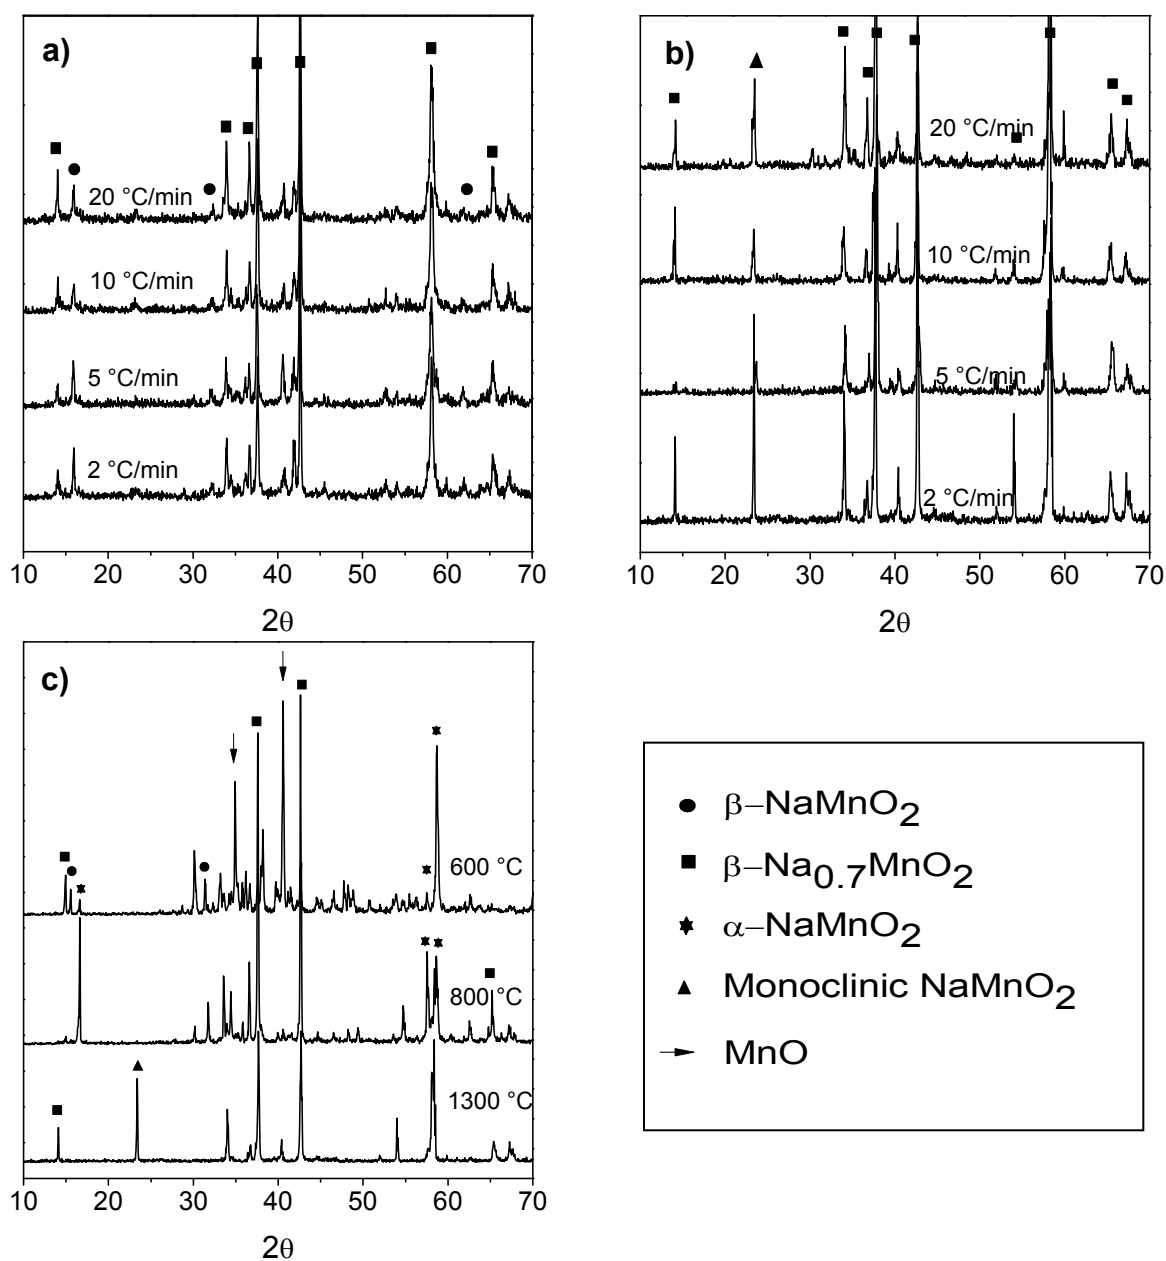 a)
20 °C/min
10 °C/min
5 °C/min
2 °C/min
10 20 30 40 50 60 70
2θ
b)
20 °C/min
10 °C/min
5 °C/min
2 °C/min
10 20 30 40 50 60 70
2θ
c)
600 °C
800 °C
1300 °C
10 20 30 40 50 60 70
2θ
β–NaMnO2
β–Na0.7MnO2
α–NaMnO2
Monoclinic NaMnO2
MnO